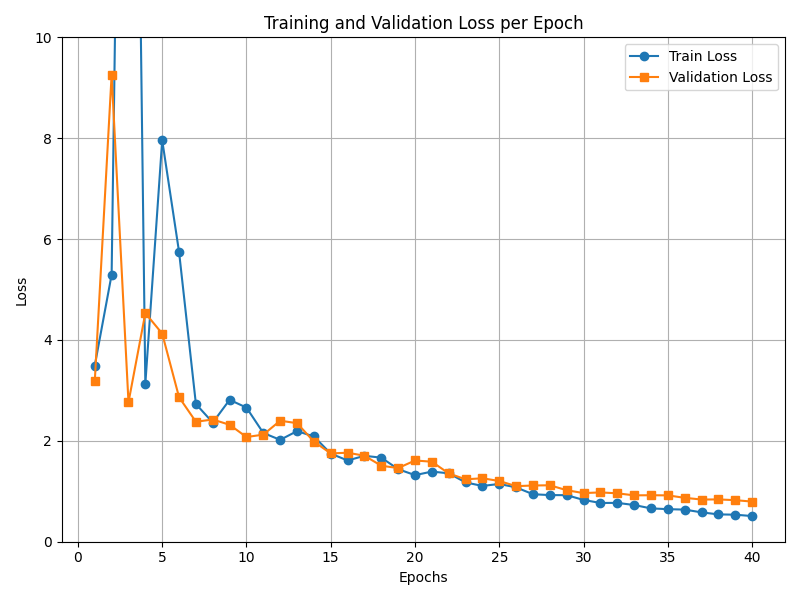 Training and Validation Loss per Epoch
Train Loss
Validation Loss
10
8
6
4
2
0
Loss
0 5 10 15 20 25 30 35 40
Epochs